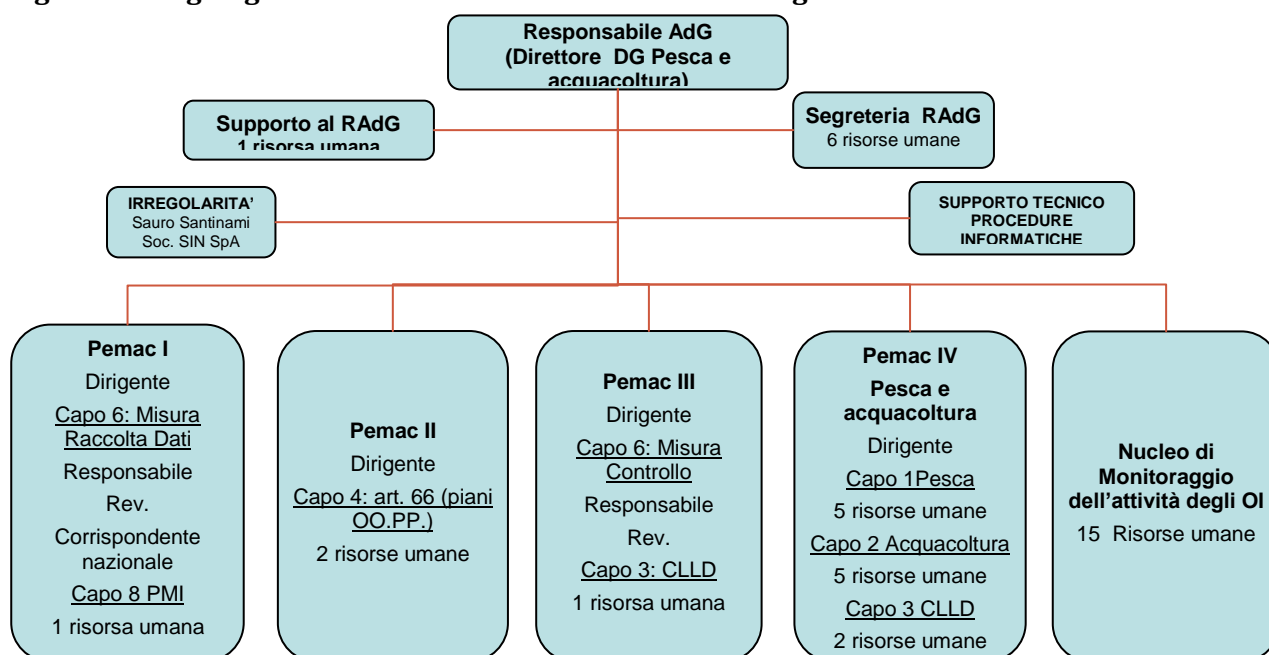 Responsabile AdG
(Direttore DG Pesca e
acquacoltura)
Supporto al RAdG
1 risorsa umana
Segreteria RAdG
6 risorse umane
IRREGOLARITA’
Sauro Santinami
Soc. SIN SpA
SUPPORTO TECNICO
PROCEDURE
INFORMATICHE
Pemac I
Dirigente
Capo 6: Misura
Raccolta Dati
Responsabile
Rev.
Corrispondente
nazionale
Capo 8 PMI
1 risorsa umana
Pemac II
Dirigente
Capo 4: art. 66 (piani
OO.PP.)
2 risorse umane
Pemac III
Dirigente
Capo 6: Misura
Controllo
Responsabile
Rev.
Capo 3: CLLD
1 risorsa umana
Pemac IV
Pesca e
acquacoltura
Dirigente
Capo 1Pesca
5 risorse umane
Capo 2 Acquacoltura
5 risorse umane
Capo 3 CLLD
2 risorse umane
Nucleo di
Monitoraggio
dell’attività degli OI
15 Risorse umane